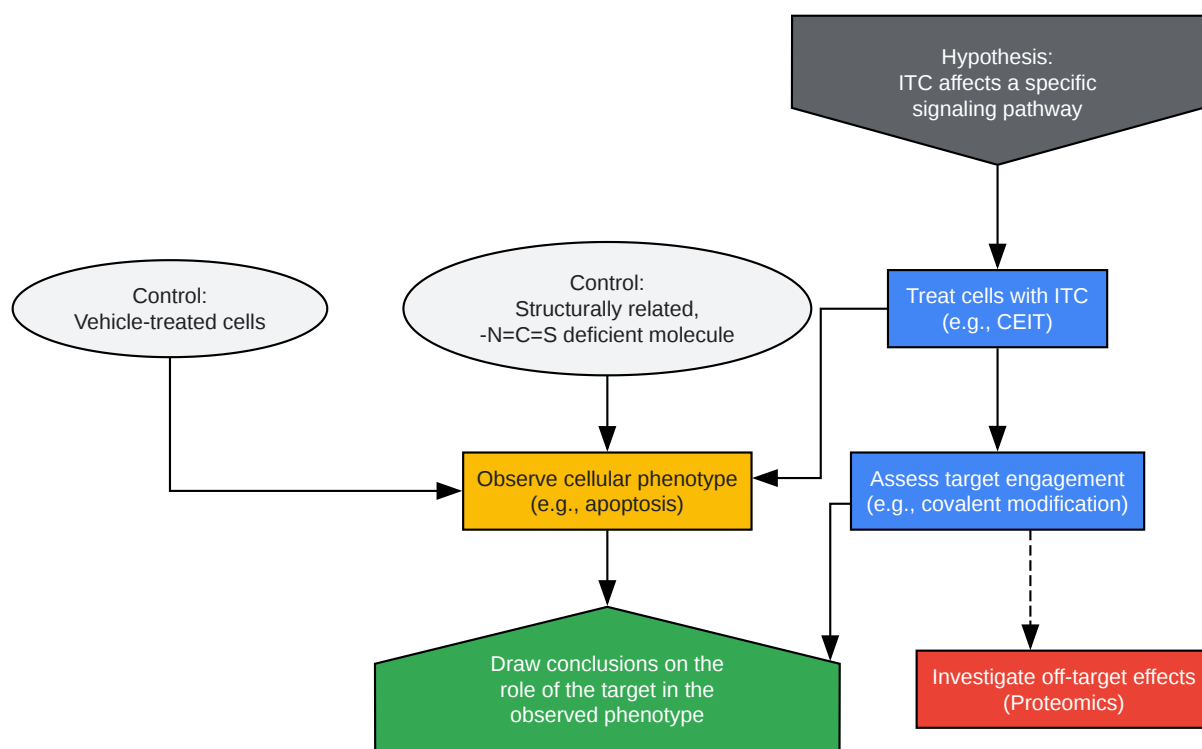 Hypothesis:
ITC affects a specific
signaling pathway
Control:
Vehicle-treated cells
Control:
Structurally related,
-N=C=S deficient molecule
Treat cells with ITC
(e.g., CEIT)
Observe cellular phenotype
(e.g., apoptosis)
Assess target engagement
(e.g., covalent modification)
Draw conclusions on the
role of the target in the
observed phenotype
Investigate off-target effects
(Proteomics)